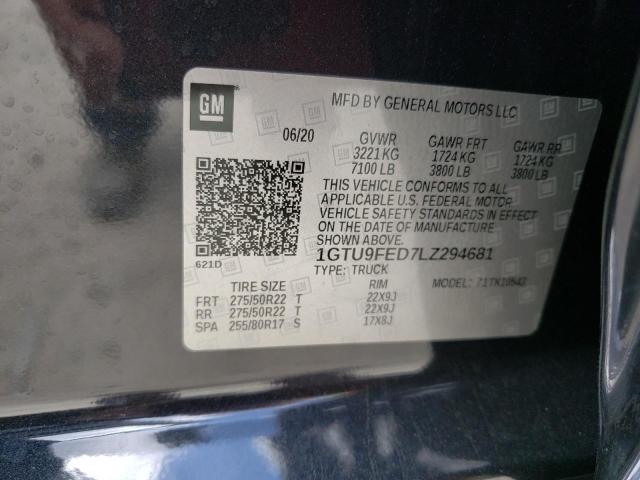 GM
MFD BY GENERAL MOTORS LLC
06/20 GVWR GAWR FRT GAWR RR
3221 KG 1724 KG 1724 KG
7100 LB 3800 LB 3800 LB
THIS VEHICLE CONFORMS TO ALL
APPLICABLE U.S. FEDERAL MOTOR
VEHICLE SAFETY STANDARDS IN EFFECT
ON THE DATE OF MANUFACTURE
SHOWN ABOVE.
1GTU9FED7LZ294681
621D TYPE: TRUCK
TIRE SIZE RIM MODEL:
FRT 275/50R22 T 22X9J
RR 275/50R22 T 22X9J
SPA 255/80R17 S 17X8J